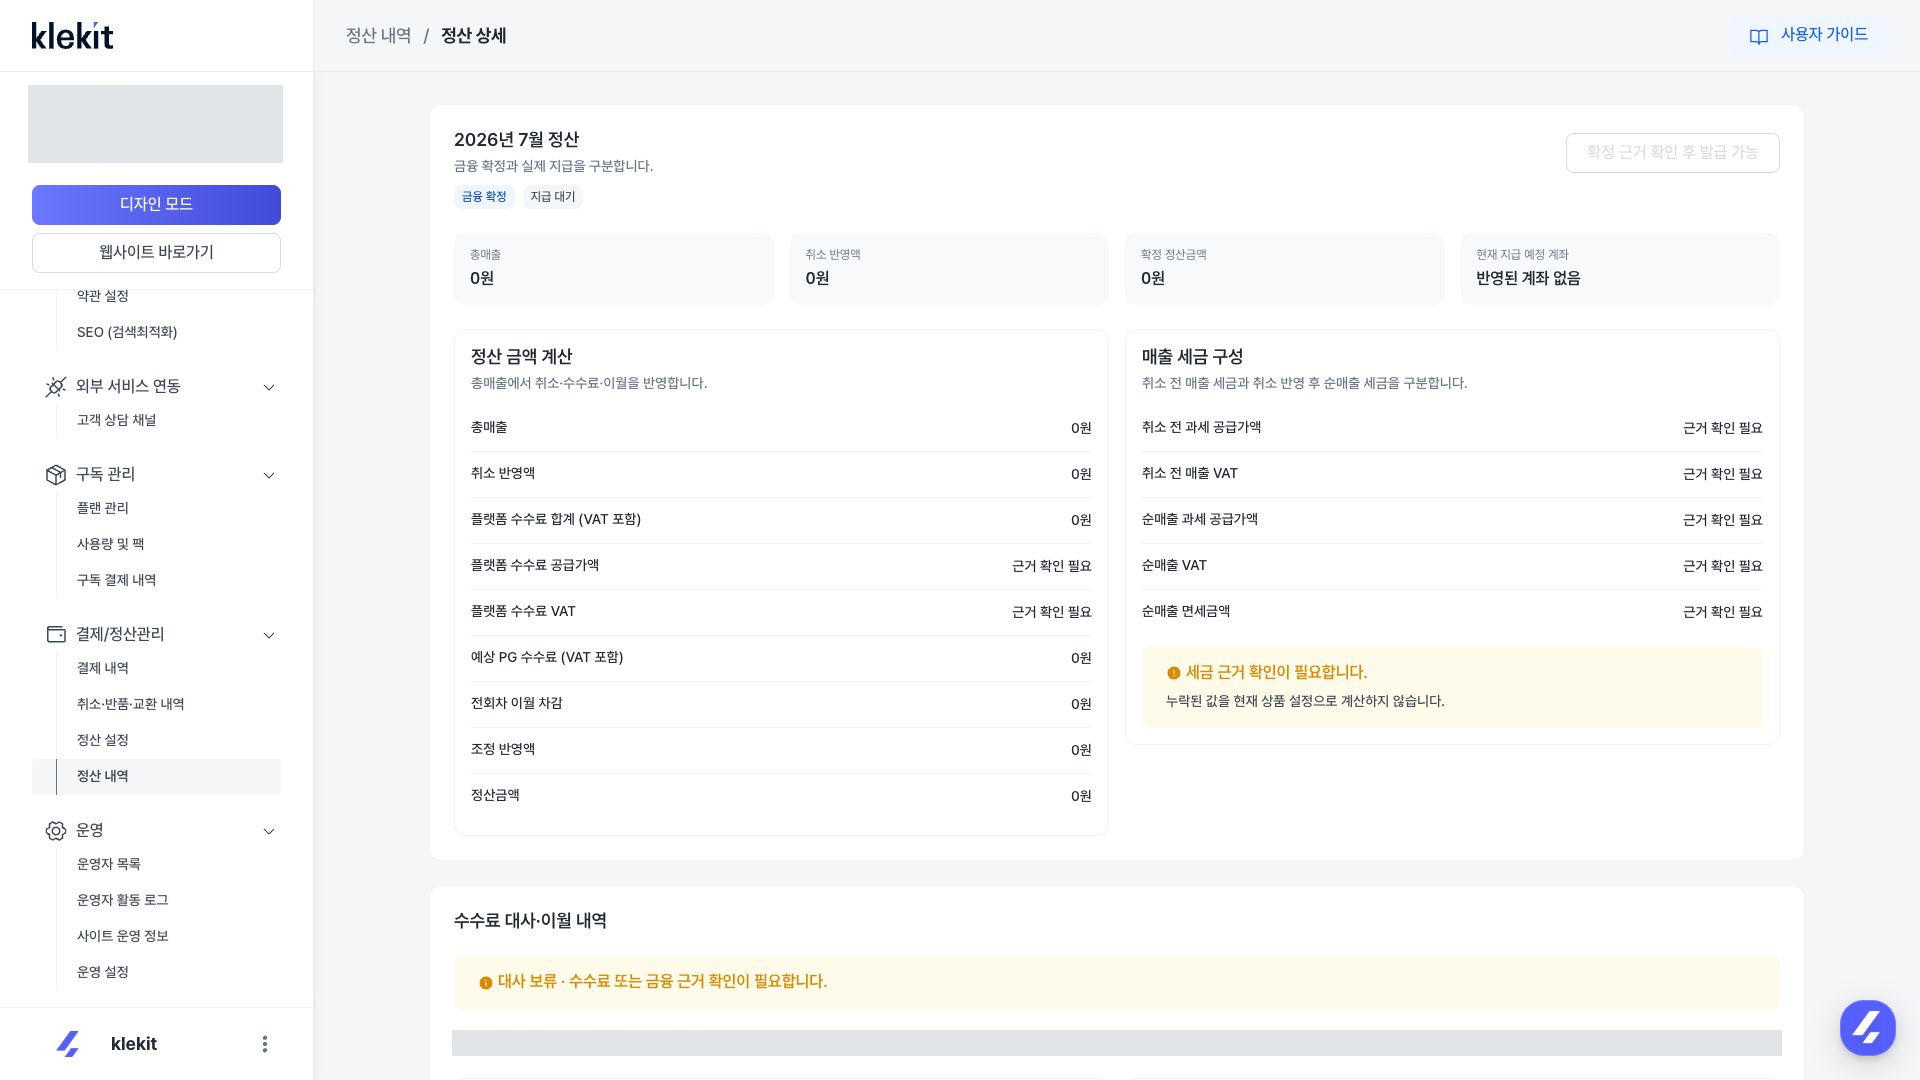 klekit
정산 내역 / 정산 상세
사용자 가이드
디자인 모드
웹사이트 바로가기
약관 설정
SEO (검색최적화)
외부 서비스 연동
고객 상담 채널
구독 관리
플랜 관리
사용량 및 팩
구독 결제 내역
결제/정산관리
결제 내역
취소·반품·교환 내역
정산 설정
정산 내역
운영
운영자 목록
운영자 활동 로그
사이트 운영 정보
운영 설정
klekit
2026년 7월 정산
금융 확정과 실제 지급을 구분합니다.
금융 확정
지급 대기
확정 근거 확인 후 발급 가능
총매출
0원
취소 반영액
0원
확정 정산금액
0원
현재 지급 예정 계좌
반영된 계좌 없음
정산 금액 계산
총매출에서 취소·수수료·이월을 반영합니다.
총매출 0원
취소 반영액 0원
플랫폼 수수료 합계 (VAT 포함) 0원
플랫폼 수수료 공급가액 근거 확인 필요
플랫폼 수수료 VAT 근거 확인 필요
예상 PG 수수료 (VAT 포함) 0원
전회차 이월 차감 0원
조정 반영액 0원
정산금액 0원
매출 세금 구성
취소 전 매출 세금과 취소 반영 후 순매출 세금을 구분합니다.
취소 전 과세 공급가액 근거 확인 필요
취소 전 매출 VAT 근거 확인 필요
순매출 과세 공급가액 근거 확인 필요
순매출 VAT 근거 확인 필요
순매출 면세금액 근거 확인 필요
세금 근거 확인이 필요합니다.
누락된 값을 현재 상품 설정으로 계산하지 않습니다.
수수료 대사·이월 내역
대사 보류 · 수수료 또는 금융 근거 확인이 필요합니다.